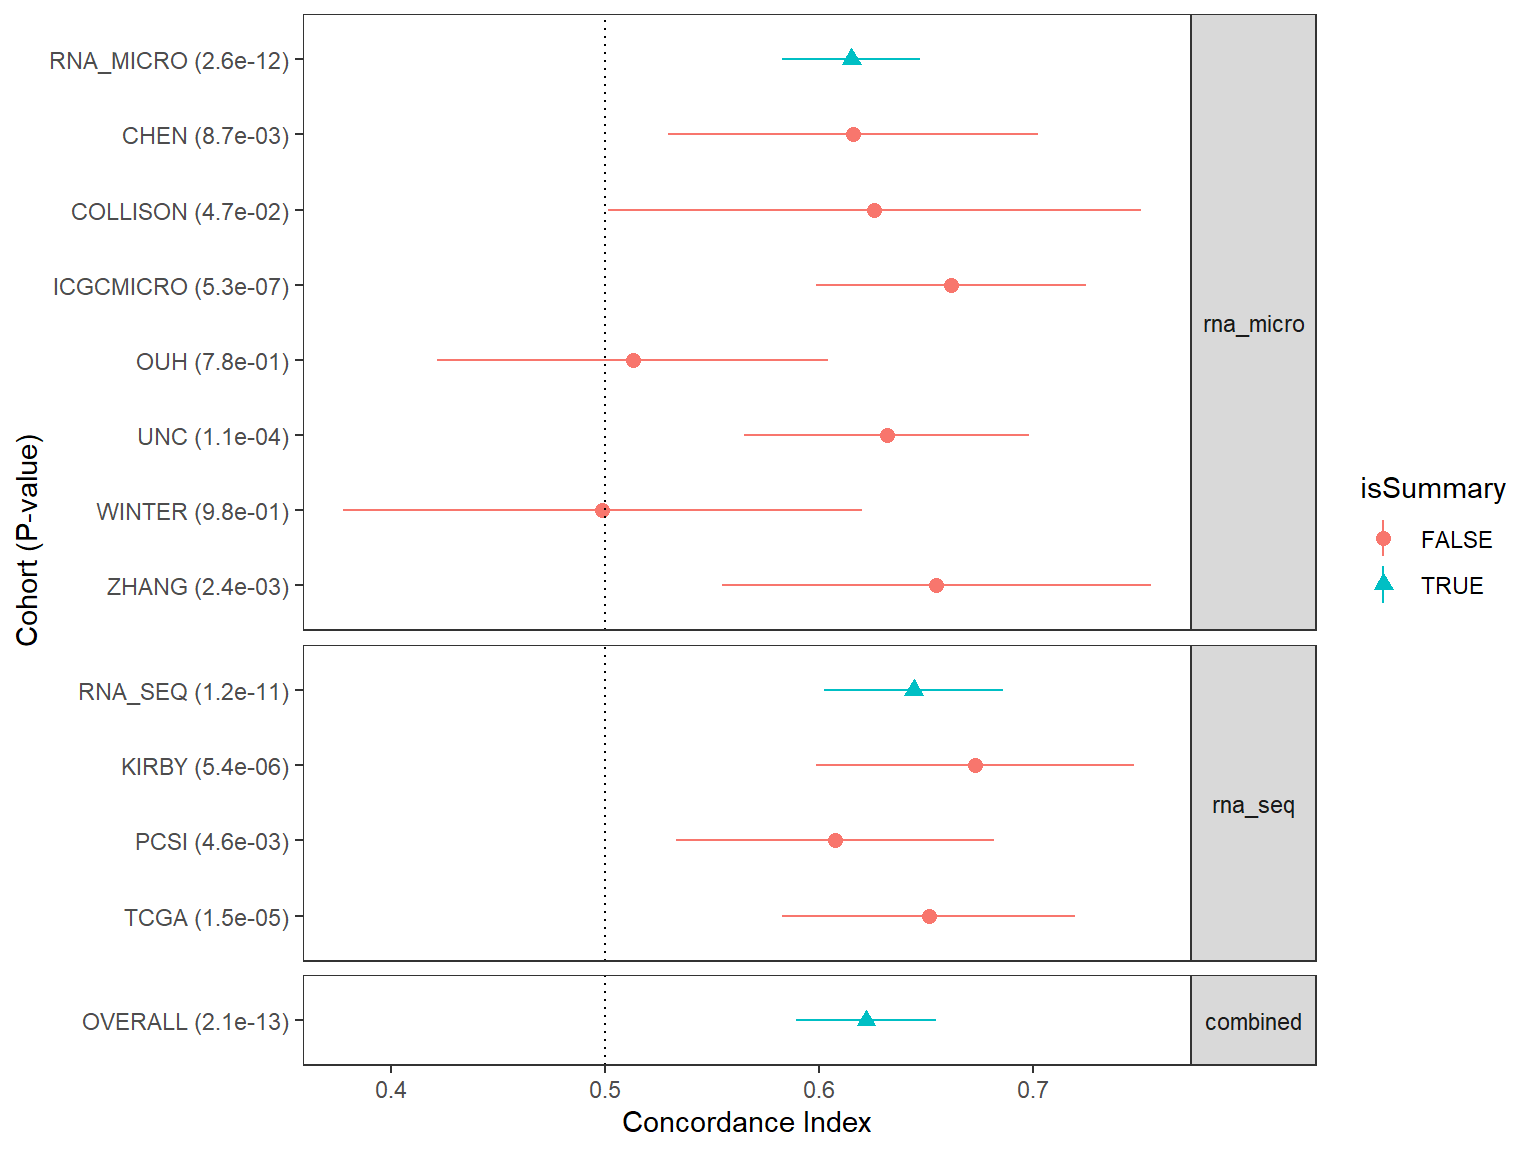 Cohort (P-value)
RNA_MICRO (2.6e-12)
CHEN (8.7e-03)
COLLISON (4.7e-02)
ICGCMICRO (5.3e-07)
OUH (7.8e-01)
UNC (1.1e-04)
WINTER (9.8e-01)
ZHANG (2.4e-03)
rna_micro
RNA_SEQ (1.2e-11)
KIRBY (5.4e-06)
PCSI (4.6e-03)
TCGA (1.5e-05)
rna_seq
OVERALL (2.1e-13)
combined
0.4 0.5 0.6 0.7
Concordance Index
isSummary
FALSE
TRUE